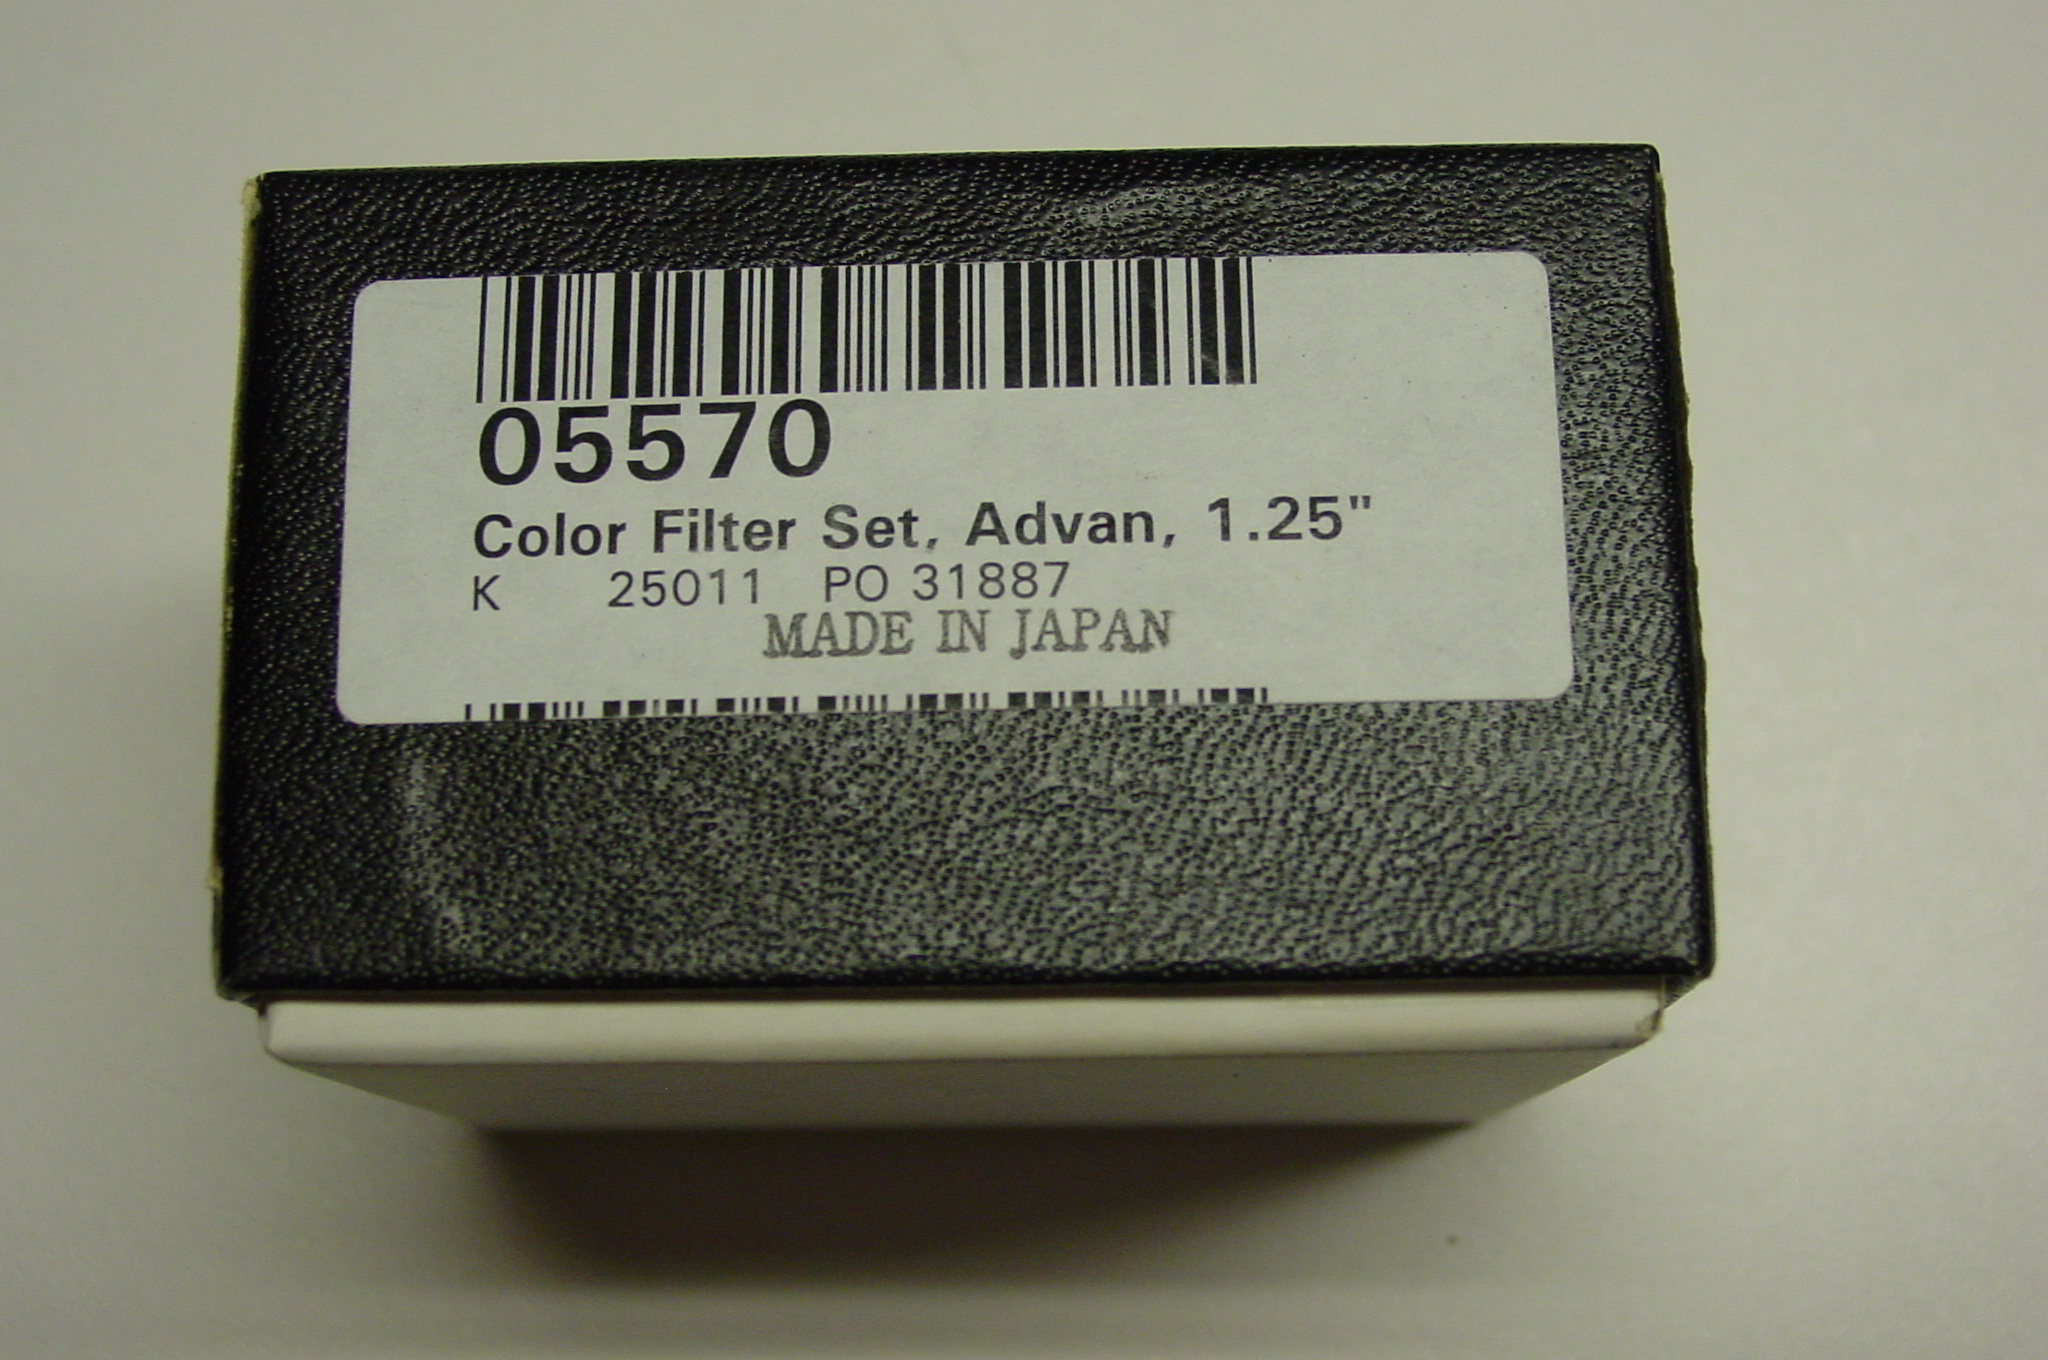 05570
Color Filter Set, Advan, 1.25"
K 25011 PO 31887
MADE IN JAPAN